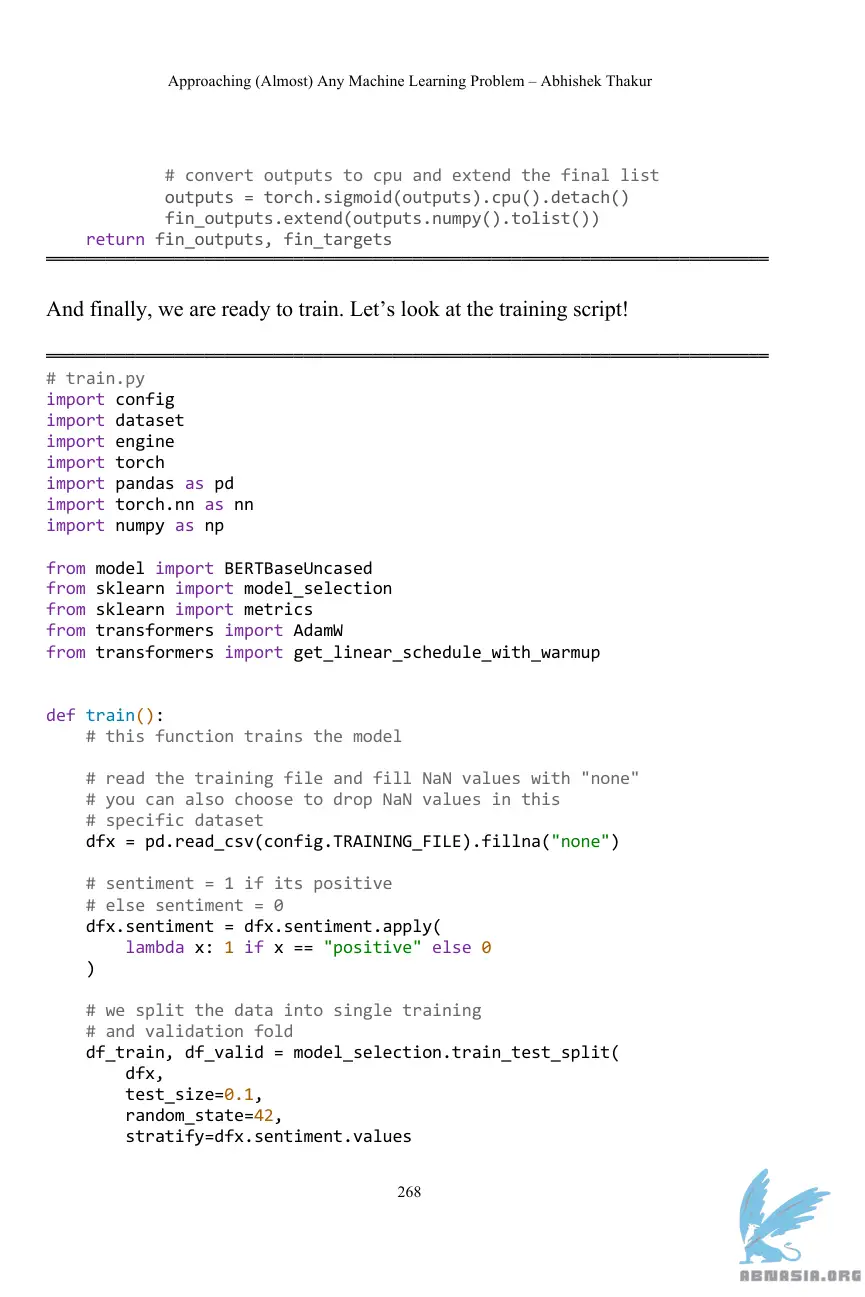 Approaching (Almost) Any Machine Learning Problem – Abhishek Thakur
            # convert outputs to cpu and extend the final list
            outputs = torch.sigmoid(outputs).cpu().detach()
            fin_outputs.extend(outputs.numpy().tolist())
    return fin_outputs, fin_targets
And finally, we are ready to train. Let’s look at the training script!
# train.py
import config
import dataset
import engine
import torch
import pandas as pd
import torch.nn as nn
import numpy as np
from model import BERTBaseUncased
from sklearn import model_selection
from sklearn import metrics
from transformers import AdamW
from transformers import get_linear_schedule_with_warmup
def train():
    # this function trains the model
    # read the training file and fill NaN values with "none"
    # you can also choose to drop NaN values in this
    # specific dataset
    dfx = pd.read_csv(config.TRAINING_FILE).fillna("none")
    # sentiment = 1 if its positive
    # else sentiment = 0
    dfx.sentiment = dfx.sentiment.apply(
        lambda x: 1 if x == "positive" else 0
    )
    # we split the data into single training
    # and validation fold
    df_train, df_valid = model_selection.train_test_split(
        dfx,
        test_size=0.1,
        random_state=42,
        stratify=dfx.sentiment.values
268
ABNASIA.ORG